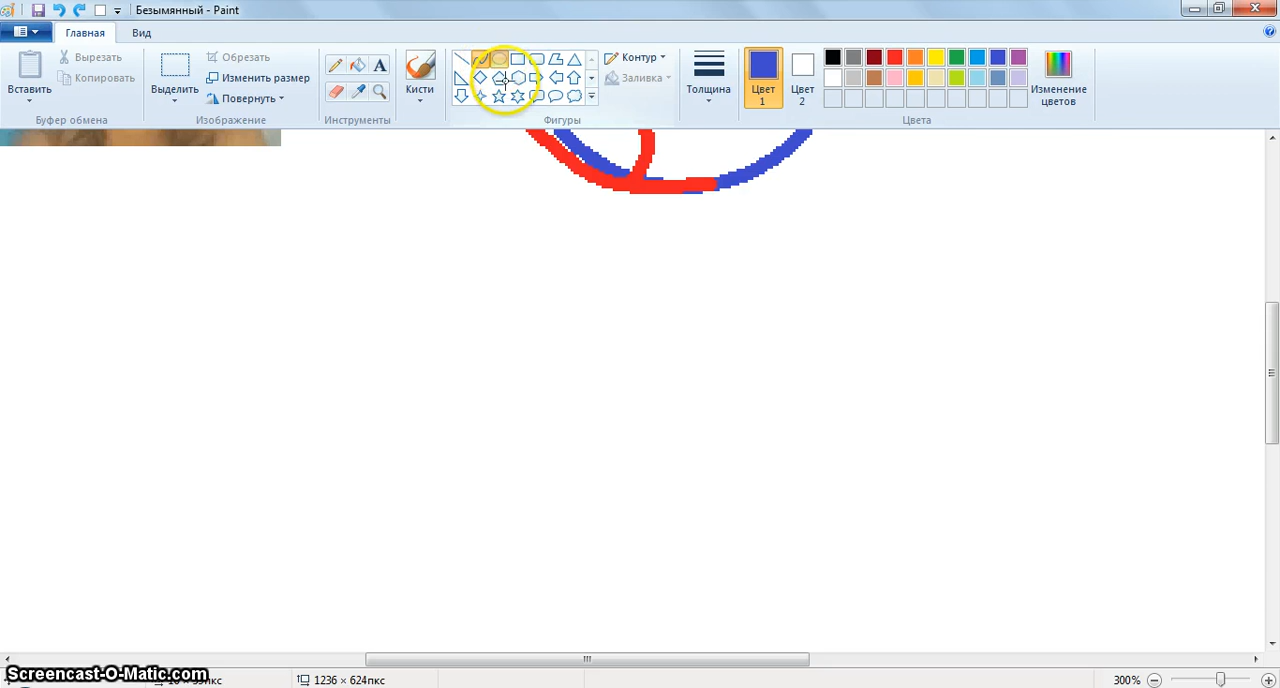 Безымянный - Paint
Главная
Вид
Вставить
Вырезать
Копировать
Буфер обмена
Выделить
Обрезать
Изменить размер
Повернуть
Изображение
A
Инструменты
Кисти
Контур
Заливка
Фигуры
Толщина
Цвет
1
Цвет
2
Изменение
цветов
Цвета
Screencast-O-Matic.com
1236 × 624пкс
300%